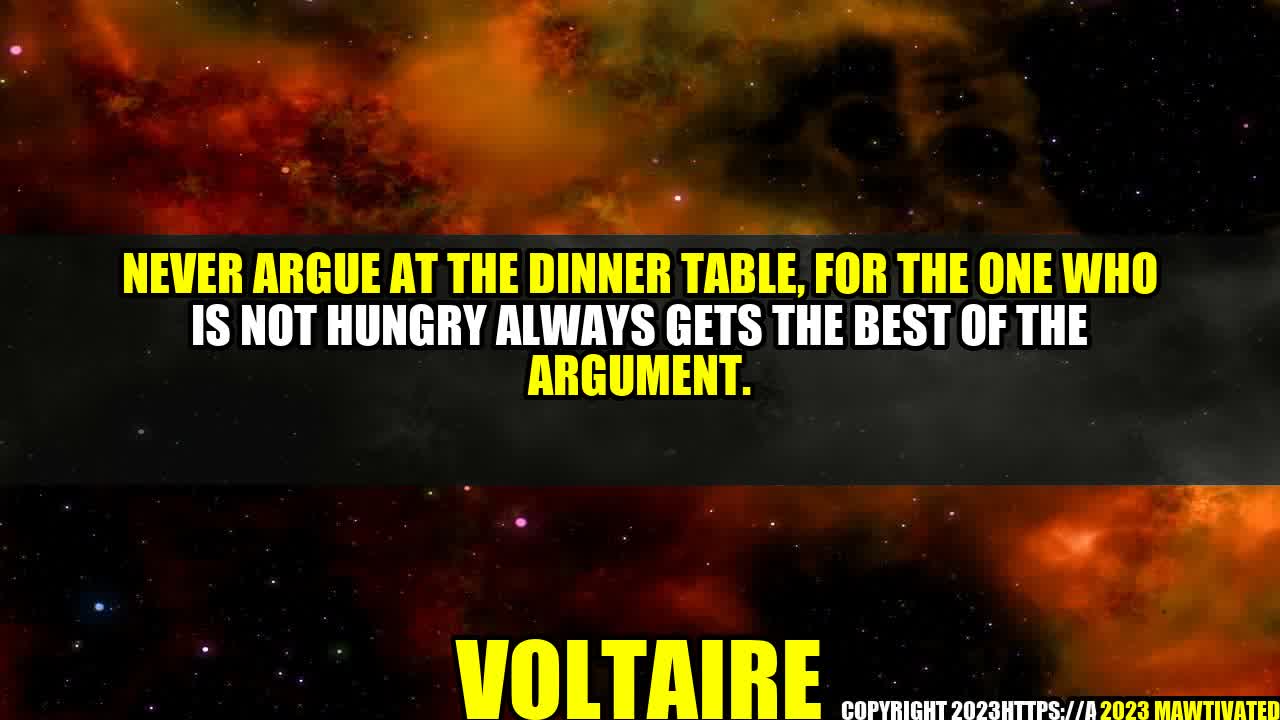 NEVER ARGUE AT THE DINNER TABLE, FOR THE ONE WHO
IS NOT HUNGRY ALWAYS GETS THE BEST OF THE
ARGUMENT.
VOLTAIRE
COPYRIGHT 2023HTTPS://A 2023 MAWTIVATED